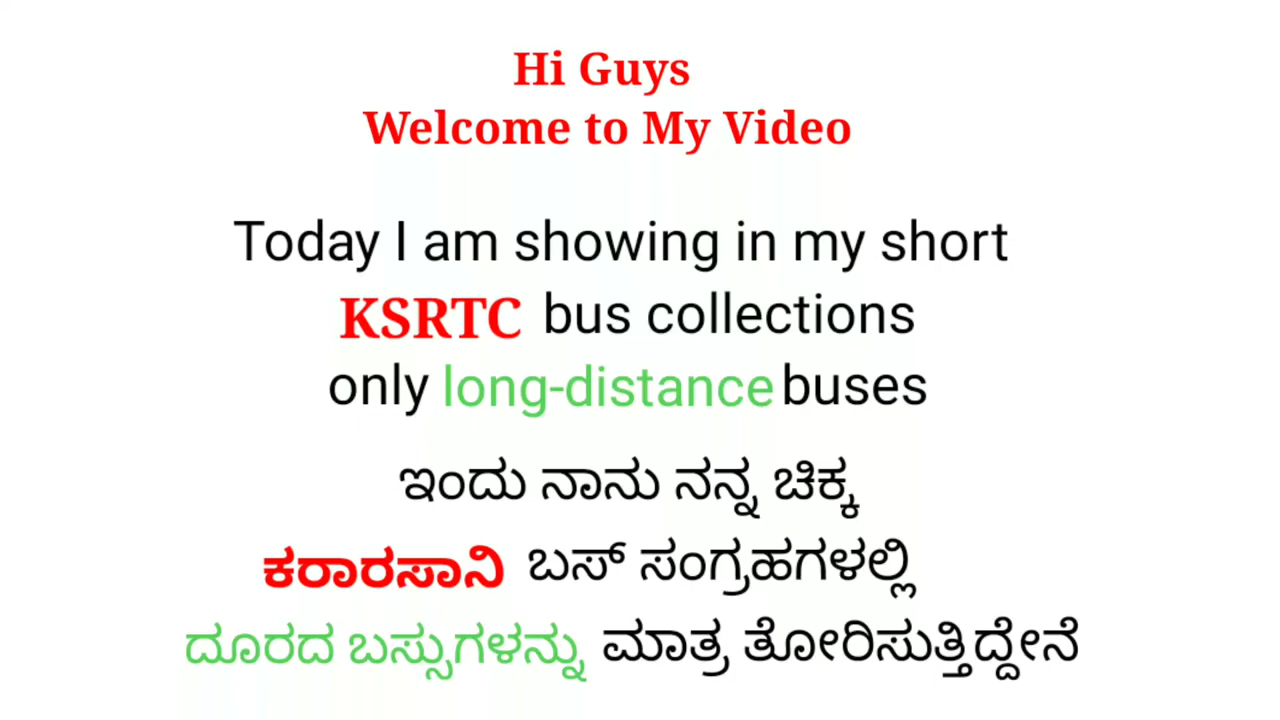 Hi Guys
Welcome to My Video
Today I am showing in my short
KSRTC bus collections
only long-distance buses
ಇಂದು ನಾನು ನನ್ನ ಚಿಕ್ಕ
ಕರಾರಸಾನಿ ಬಸ್ ಸಂಗ್ರಹಗಳಲ್ಲಿ
ದೂರದ ಬಸ್ಸುಗಳನ್ನು ಮಾತ್ರ ತೋರಿಸುತ್ತಿದ್ದೇನೆ